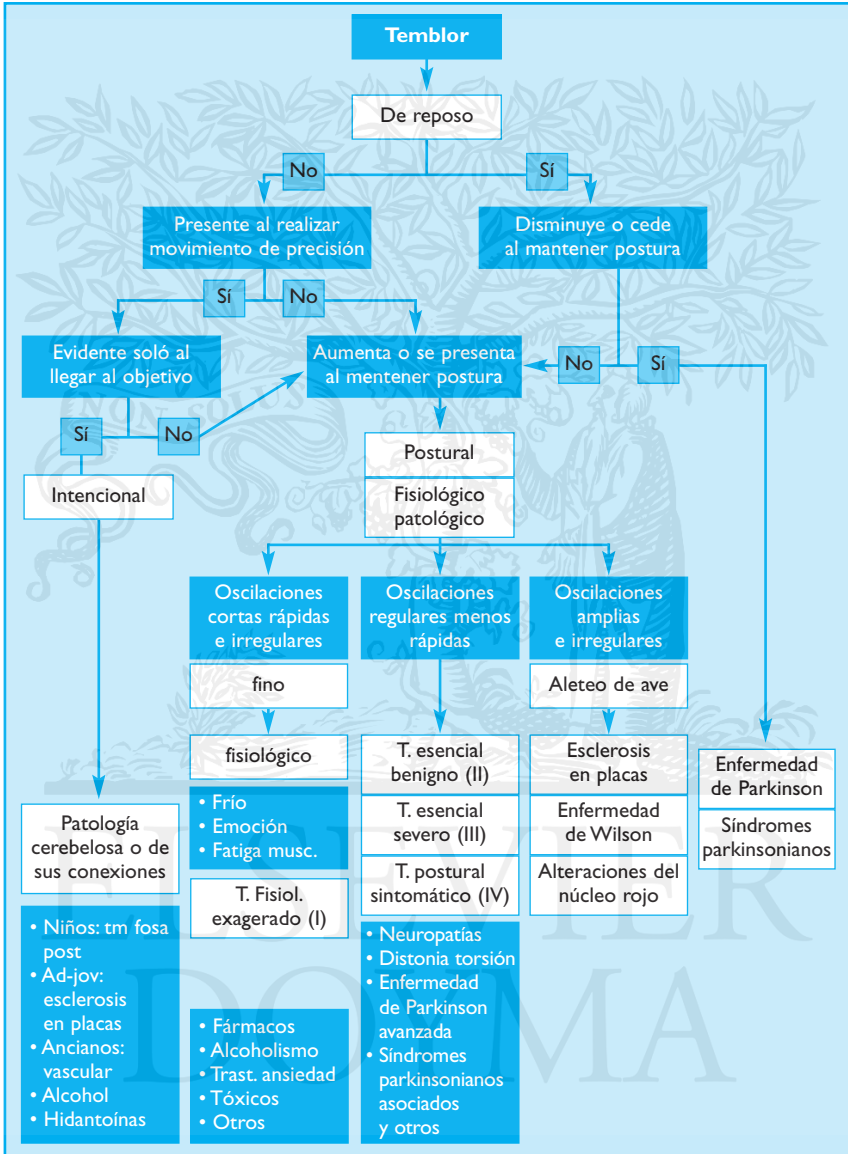 Temblor
De reposo
No
Sí
Presente al realizar
movimiento de precisión
Disminuye o cede
al mantener postura
Sí
No
Evidente soló al
llegar al objetivo
Aumenta o se presenta
al mentener postura
No
Sí
Sí
No
Intencional
Postural
Fisiológico
patológico
Oscilaciones
cortas rápidas
e irregulares
Oscilaciones
regulares menos
rápidas
Oscilaciones
amplias
e irregulares
fino
Aleteo de ave
fisiológico
• Frío
• Emoción
• Fatiga musc.
T. Fisiol.
exagerado (I)
T. esencial
benigno (II)
T. esencial
severo (III)
T. postural
sintomático (IV)
Esclerosis
en placas
Enfermedad
de Wilson
Alteraciones del
núcleo rojo
Enfermedad
de Parkinson
Síndromes
parkinsonianos
Patología
cerebelosa o de
sus conexiones
• Niños: tm fosa
post
• Ad-jov:
esclerosis
en placas
• Ancianos:
vascular
• Alcohol
• Hidantoínas
• Fármacos
• Alcoholismo
• Trast. ansiedad
• Tóxicos
• Otros
• Neuropatías
• Distonia torsión
• Enfermedad
de Parkinson
avanzada
• Síndromes
parkinsonianos
asociados
y otros
ELSEVIER
DOYMA